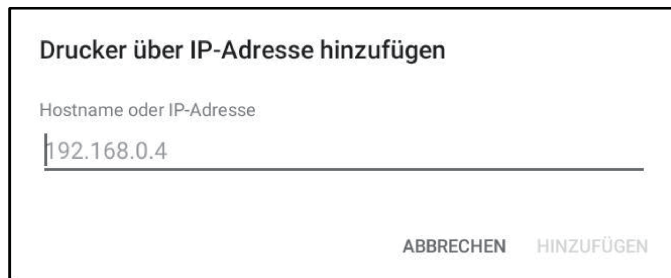 Drucker über IP-Adresse hinzufügen
Hostname oder IP-Adresse
192.168.0.4
ABBRECHEN HINZUFÜGEN